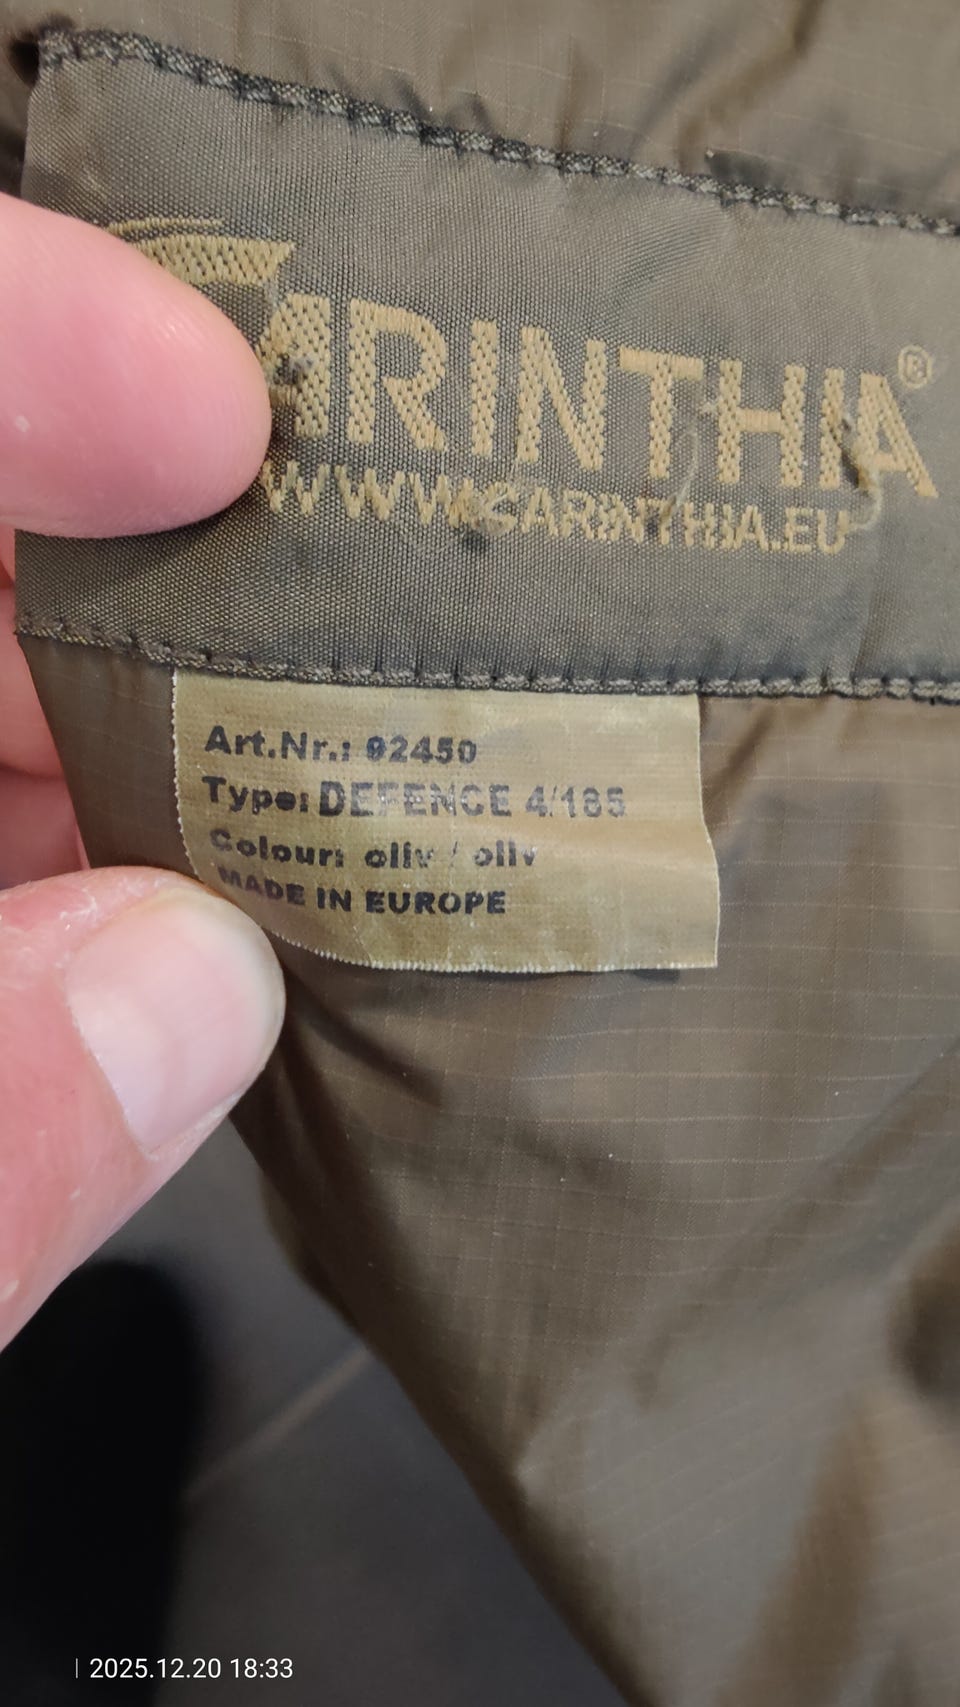 CARINTHIA®
WWW.CARINTHIA.EU
Art.Nr.: 92450
Type: DEFENCE 4/185
Colour: oliv / oliv
MADE IN EUROPE
2025.12.20 18:33